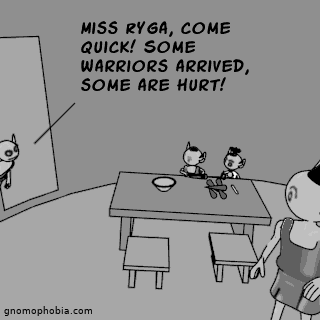 MISS RYGA, COME
QUICK! SOME
WARRIORS ARRIVED,
SOME ARE HURT!
gnomophobia.com